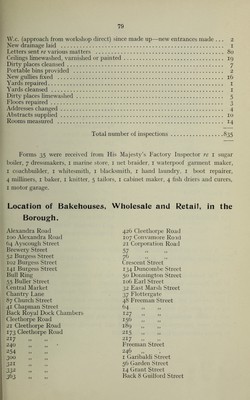 79
W.c. (approach from workshop direct) since made up—new entrances made ... 2
New drainage laid ... 1
Letters sent re various matters ... 80
Ceilings limewashed, varnished or painted ... 19
Dirty places cleansed ... 7
Portable bins provided ... 2
New gullies fixed ... 16
Yards repaired ... 1
Yards cleansed ... 1
Dirty places limewashed ... 5
Floors repaired ... 3
Addresses changed ... 4
Abstracts supplied ... 10
Rooms measured ... 14
Total number of inspections ... 835
Forms 35 were received from His Majesty's Factory Inspector re 1 sugar
boiler, 7 dressmakers, 1 marine store, 1 net braider, 1 waterproof garment maker,
1 coachbuilder, 1 whitesmith, 1 blacksmith, 2 hand laundry, 1 boot repairer,
4 milliners, 1 baker, 1 knitter, 5 tailors, 1 cabinet maker, 4 fish driers and curers,
1 motor garage.
Location of Bakehouses, Wholesale and Retail, in the
Borough.
Alexandra Road
100 Alexandra Road
64 Ayscough Street
Brewery Street
52 Burgess Street
102 Burgess Street
141 Burgess Street
Bull Ring
55 Buller Street
Central Market
Chantry Lane
87 Church Street
41 Chapman Street
Back Royal Dock Chambers
Cleethorpe Road
21 Cleethorpe Road
173 Cleethorpe Road
217 ,, ,,
240 ,, ,,
254 ,, ,,
300 ,, ,,
321 ,, ,,
332 ,, ,,
363 ,, ,,
426 Cleethorpe Road
107 Convamore Road
21 Corporation Road
57 ,, ,,
76 ,, ,,
Crescent Street
134 Duncombe Street
50 Donnington Street
106 Earl Street
32 East Marsh Street
37 Flottergate
48 Freeman Street
64 ,, ,,
127 ,, ,,
156 ,, ,,
189 ,, ,,
215 ,, ,,
217 ,, ,,
Freeman Street
246 ,, ,,
1 Garibaldi Street
56 Garden Street
14 Grant Street
Back 8 Guilford Street